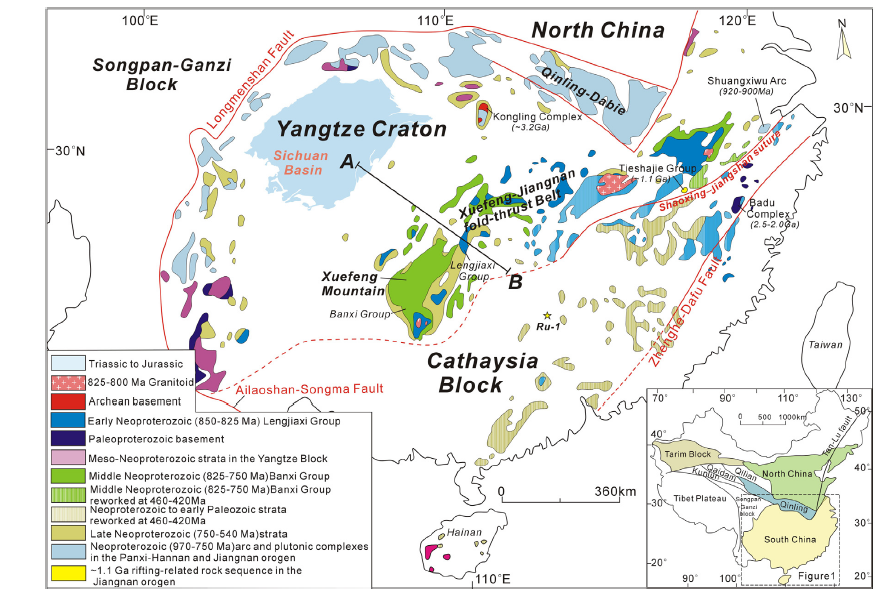 100°E
110°E
120°E
North China
N
Songpan-Ganzi
Block
Longmenshan Fault
Qinling-Dabie
Shuangxiwu Arc
(920-900Ma)
Kongling Complex
(~3.2Ga)
30°N
Yangtze Craton
30°N
Sichuan
Basin
A
Tieshajie Group
(~1.1 Ga)
Shaoxing-jiangshan suture
Xuefeng-Jiangnan
fold-thrust Belt
Badu
Complex
(2.5-2.0Ga)
Lengjiaxi
Group
B
Xuefeng
Mountain
Banxi Group
Ru-1
Zhenghe-Dafu Fault
Taiwan
Cathaysia
Block
Ailaoshan-Songma Fault
Triassic to Jurassic
825-800 Ma Granitoid
Archean basement
Early Neoproterozoic (850-825 Ma) Lengjiaxi Group
Paleoproterozoic basement
Meso-Neoproterozoic strata in the Yangtze Block
Middle Neoproterozoic (825-750 Ma)Banxi Group
Middle Neoproterozoic (825-750 Ma)Banxi Group
reworked at 460-420Ma
Neoproterozoic to early Paleozoic strata
reworked at 460-420Ma
Late Neoproterozoic (750-540 Ma)strata
Neoproterozoic (970-750 Ma)arc and plutonic complexes
in the Panxi-Hannan and Jiangnan orogen
~1.1 Ga rifting-related rock sequence in the
Jiangnan orogen
0 360km
Hainan
110°E
70° 90° 110° 130°
0 500 1000km
50°
40°
Tan-Lu fault
Tarim Block
Qaidam
Qilian
Kunlun
North China
40°
Tibet Plateau
Songpan
Ganzi
block
Qinling
30°
30°
South China
20°
20°
90° 100°
Figure1